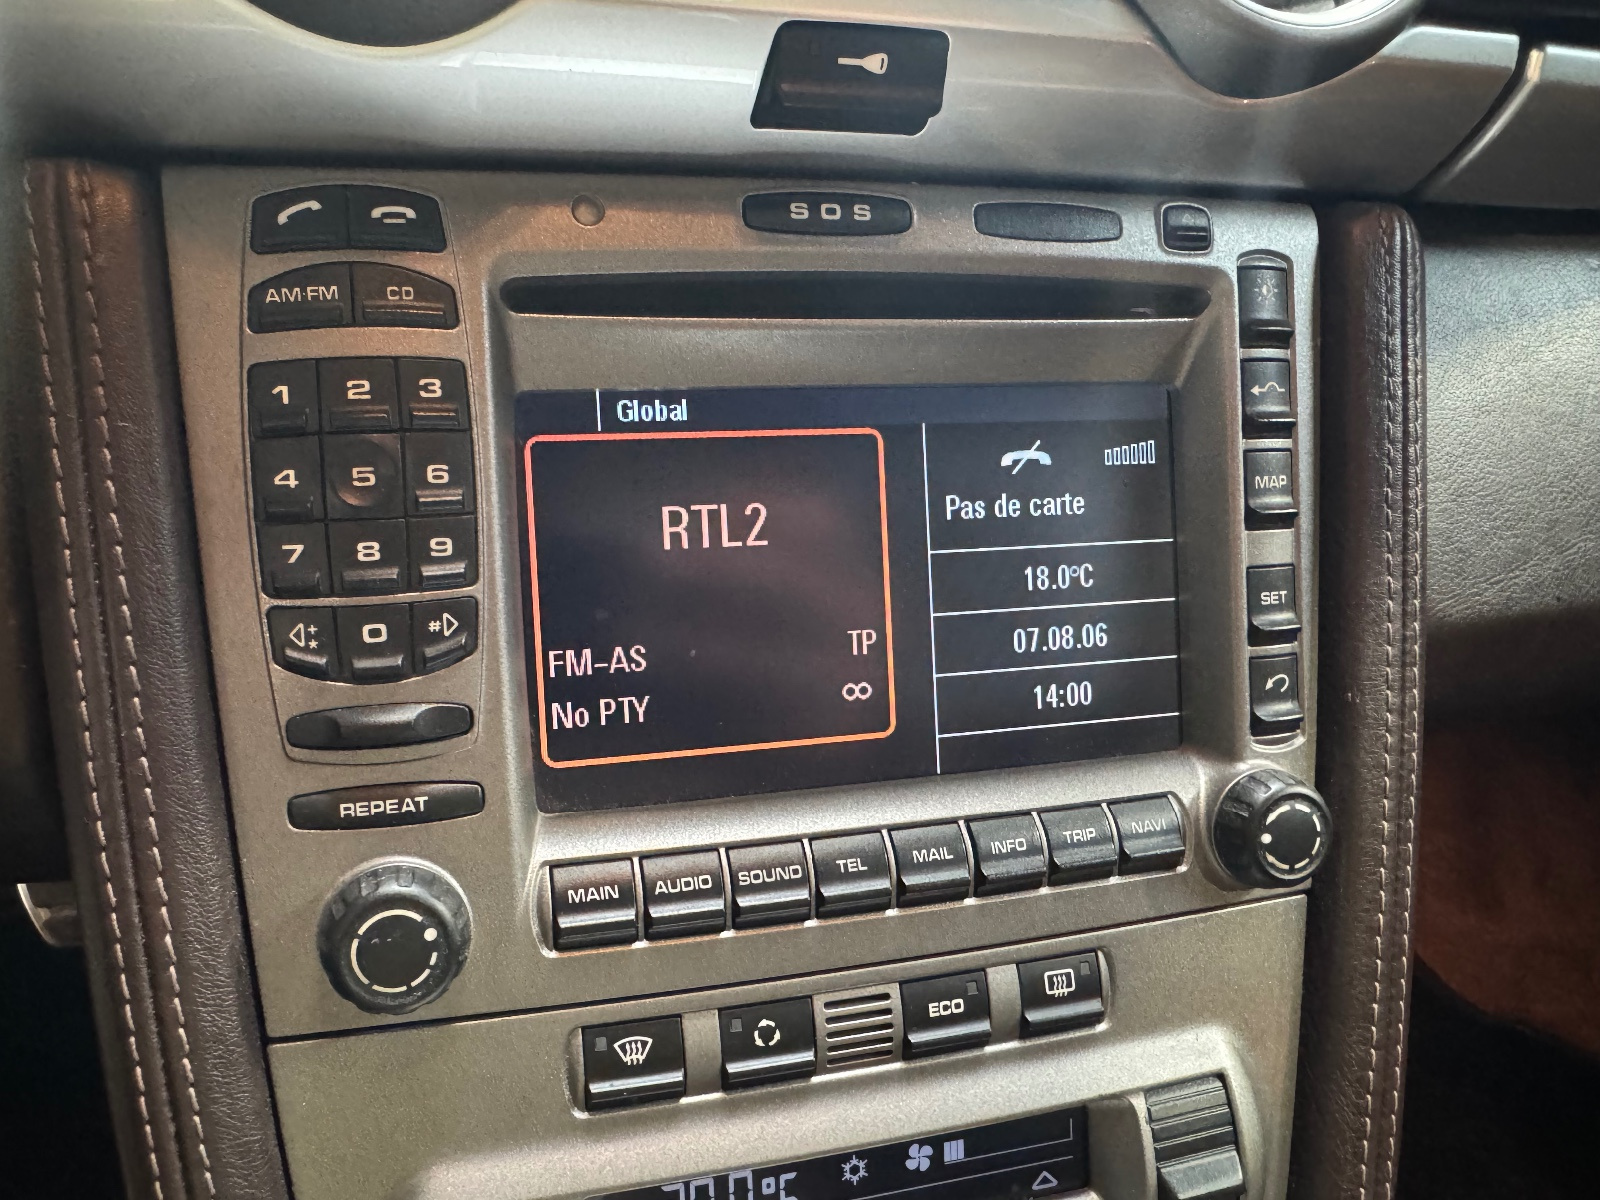 SOS
AM·FM CD
1 2 3
4 5 6
7 8 9
+ * 0 #
REPEAT
Global
RTL2
FM-AS TP
No PTY ∞
Pas de carte
18.0°C
07.08.06
14:00
MAP
SET
MAIN AUDIO SOUND TEL MAIL INFO TRIP NAVI
ECO